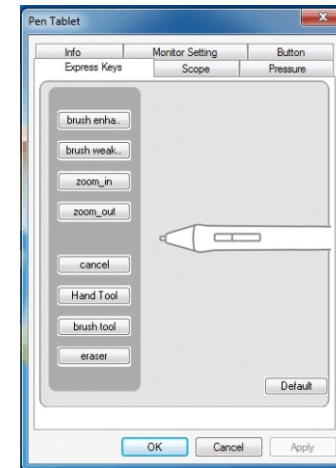 Pen Tablet
Info Monitor Setting Button
Express Keys Scope Pressure
brush enha..
brush weak..
zoom_in
zoom_out
cancel
Hand Tool
brush tool
eraser
Default
OK Cancel Apply